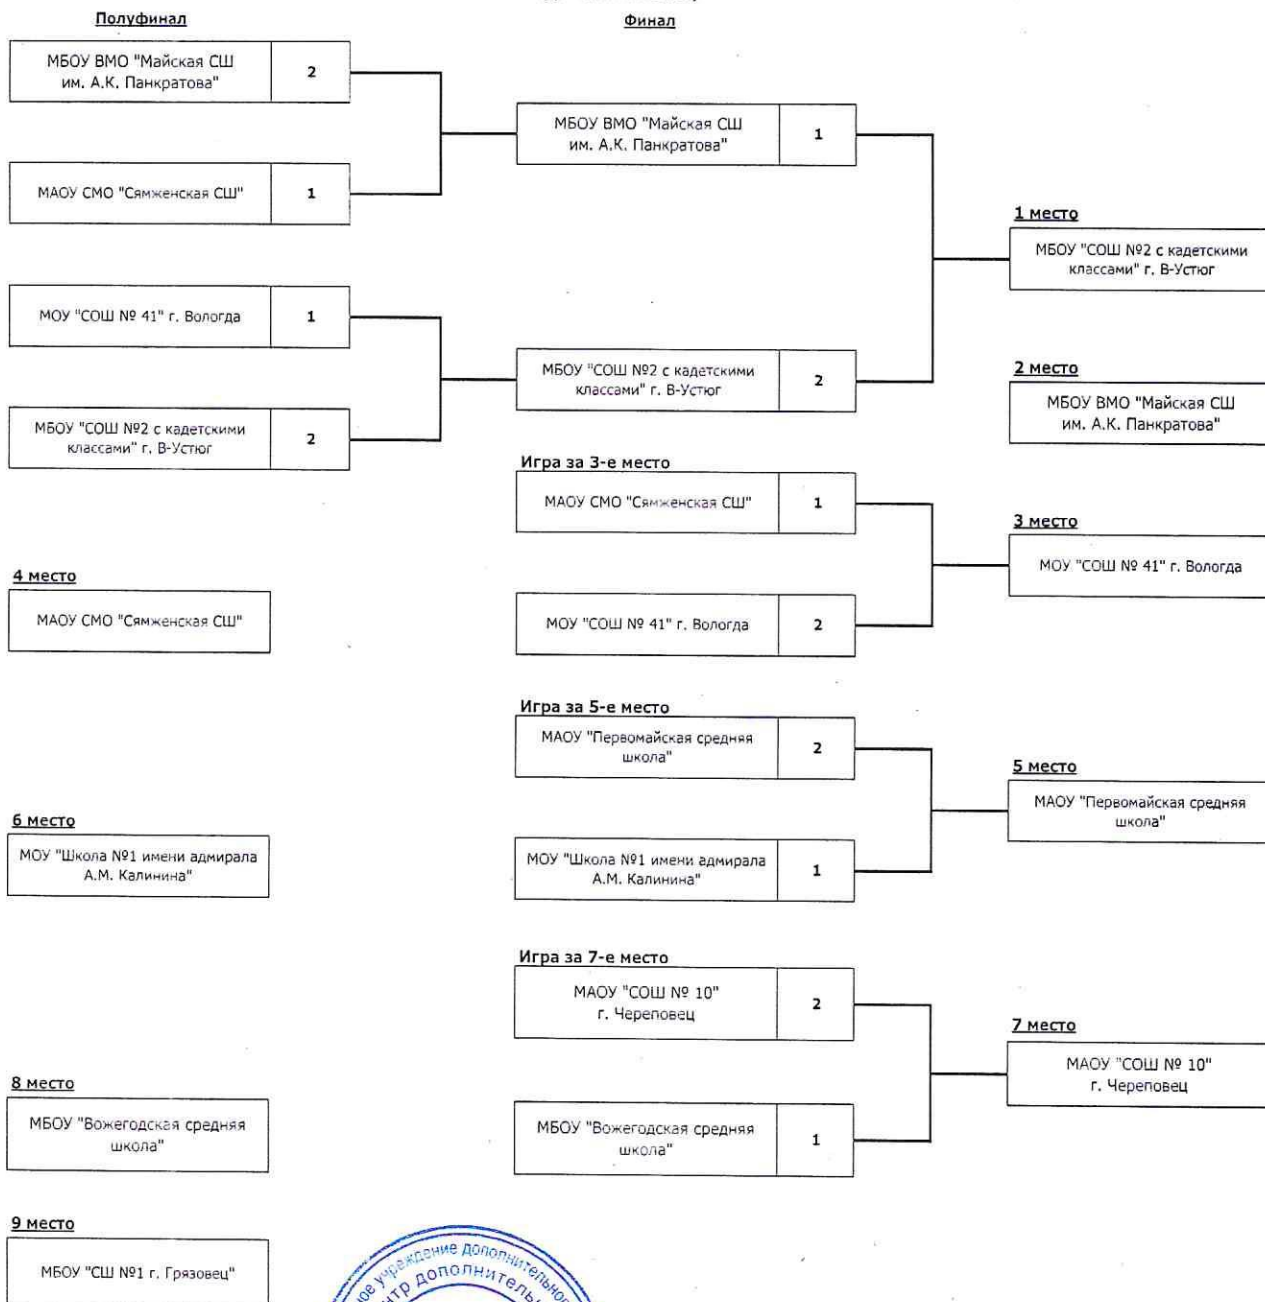 Полуфинал
Финал
МБОУ ВМО "Майская СШ
им. А.К. Панкратова"
2
МАОУ СМО "Сямженская СШ"
1
МОУ "СОШ № 41" г. Вологда
1
МБОУ "СОШ №2 с кадетскими
классами" г. В-Устюг
2
МБОУ ВМО "Майская СШ
им. А.К. Панкратова"
1
МБОУ "СОШ №2 с кадетскими
классами" г. В-Устюг
2
1 место
МБОУ "СОШ №2 с кадетскими
классами" г. В-Устюг
2 место
МБОУ ВМО "Майская СШ
им. А.К. Панкратова"
Игра за 3-е место
МАОУ СМО "Сямженская СШ"
1
МОУ "СОШ № 41" г. Вологда
2
3 место
МОУ "СОШ № 41" г. Вологда
4 место
МАОУ СМО "Сямженская СШ"
Игра за 5-е место
МАОУ "Первомайская средняя
школа"
2
МОУ "Школа №1 имени адмирала
А.М. Калинина"
1
5 место
МАОУ "Первомайская средняя
школа"
6 место
МОУ "Школа №1 имени адмирала
А.М. Калинина"
Игра за 7-е место
МАОУ "СОШ № 10"
г. Череповец
2
МБОУ "Вожегодская средняя
школа"
1
7 место
МАОУ "СОШ № 10"
г. Череповец
8 место
МБОУ "Вожегодская средняя
школа"
9 место
МБОУ "СШ №1 г. Грязовец"
учреждение дополнительно
дополнитель